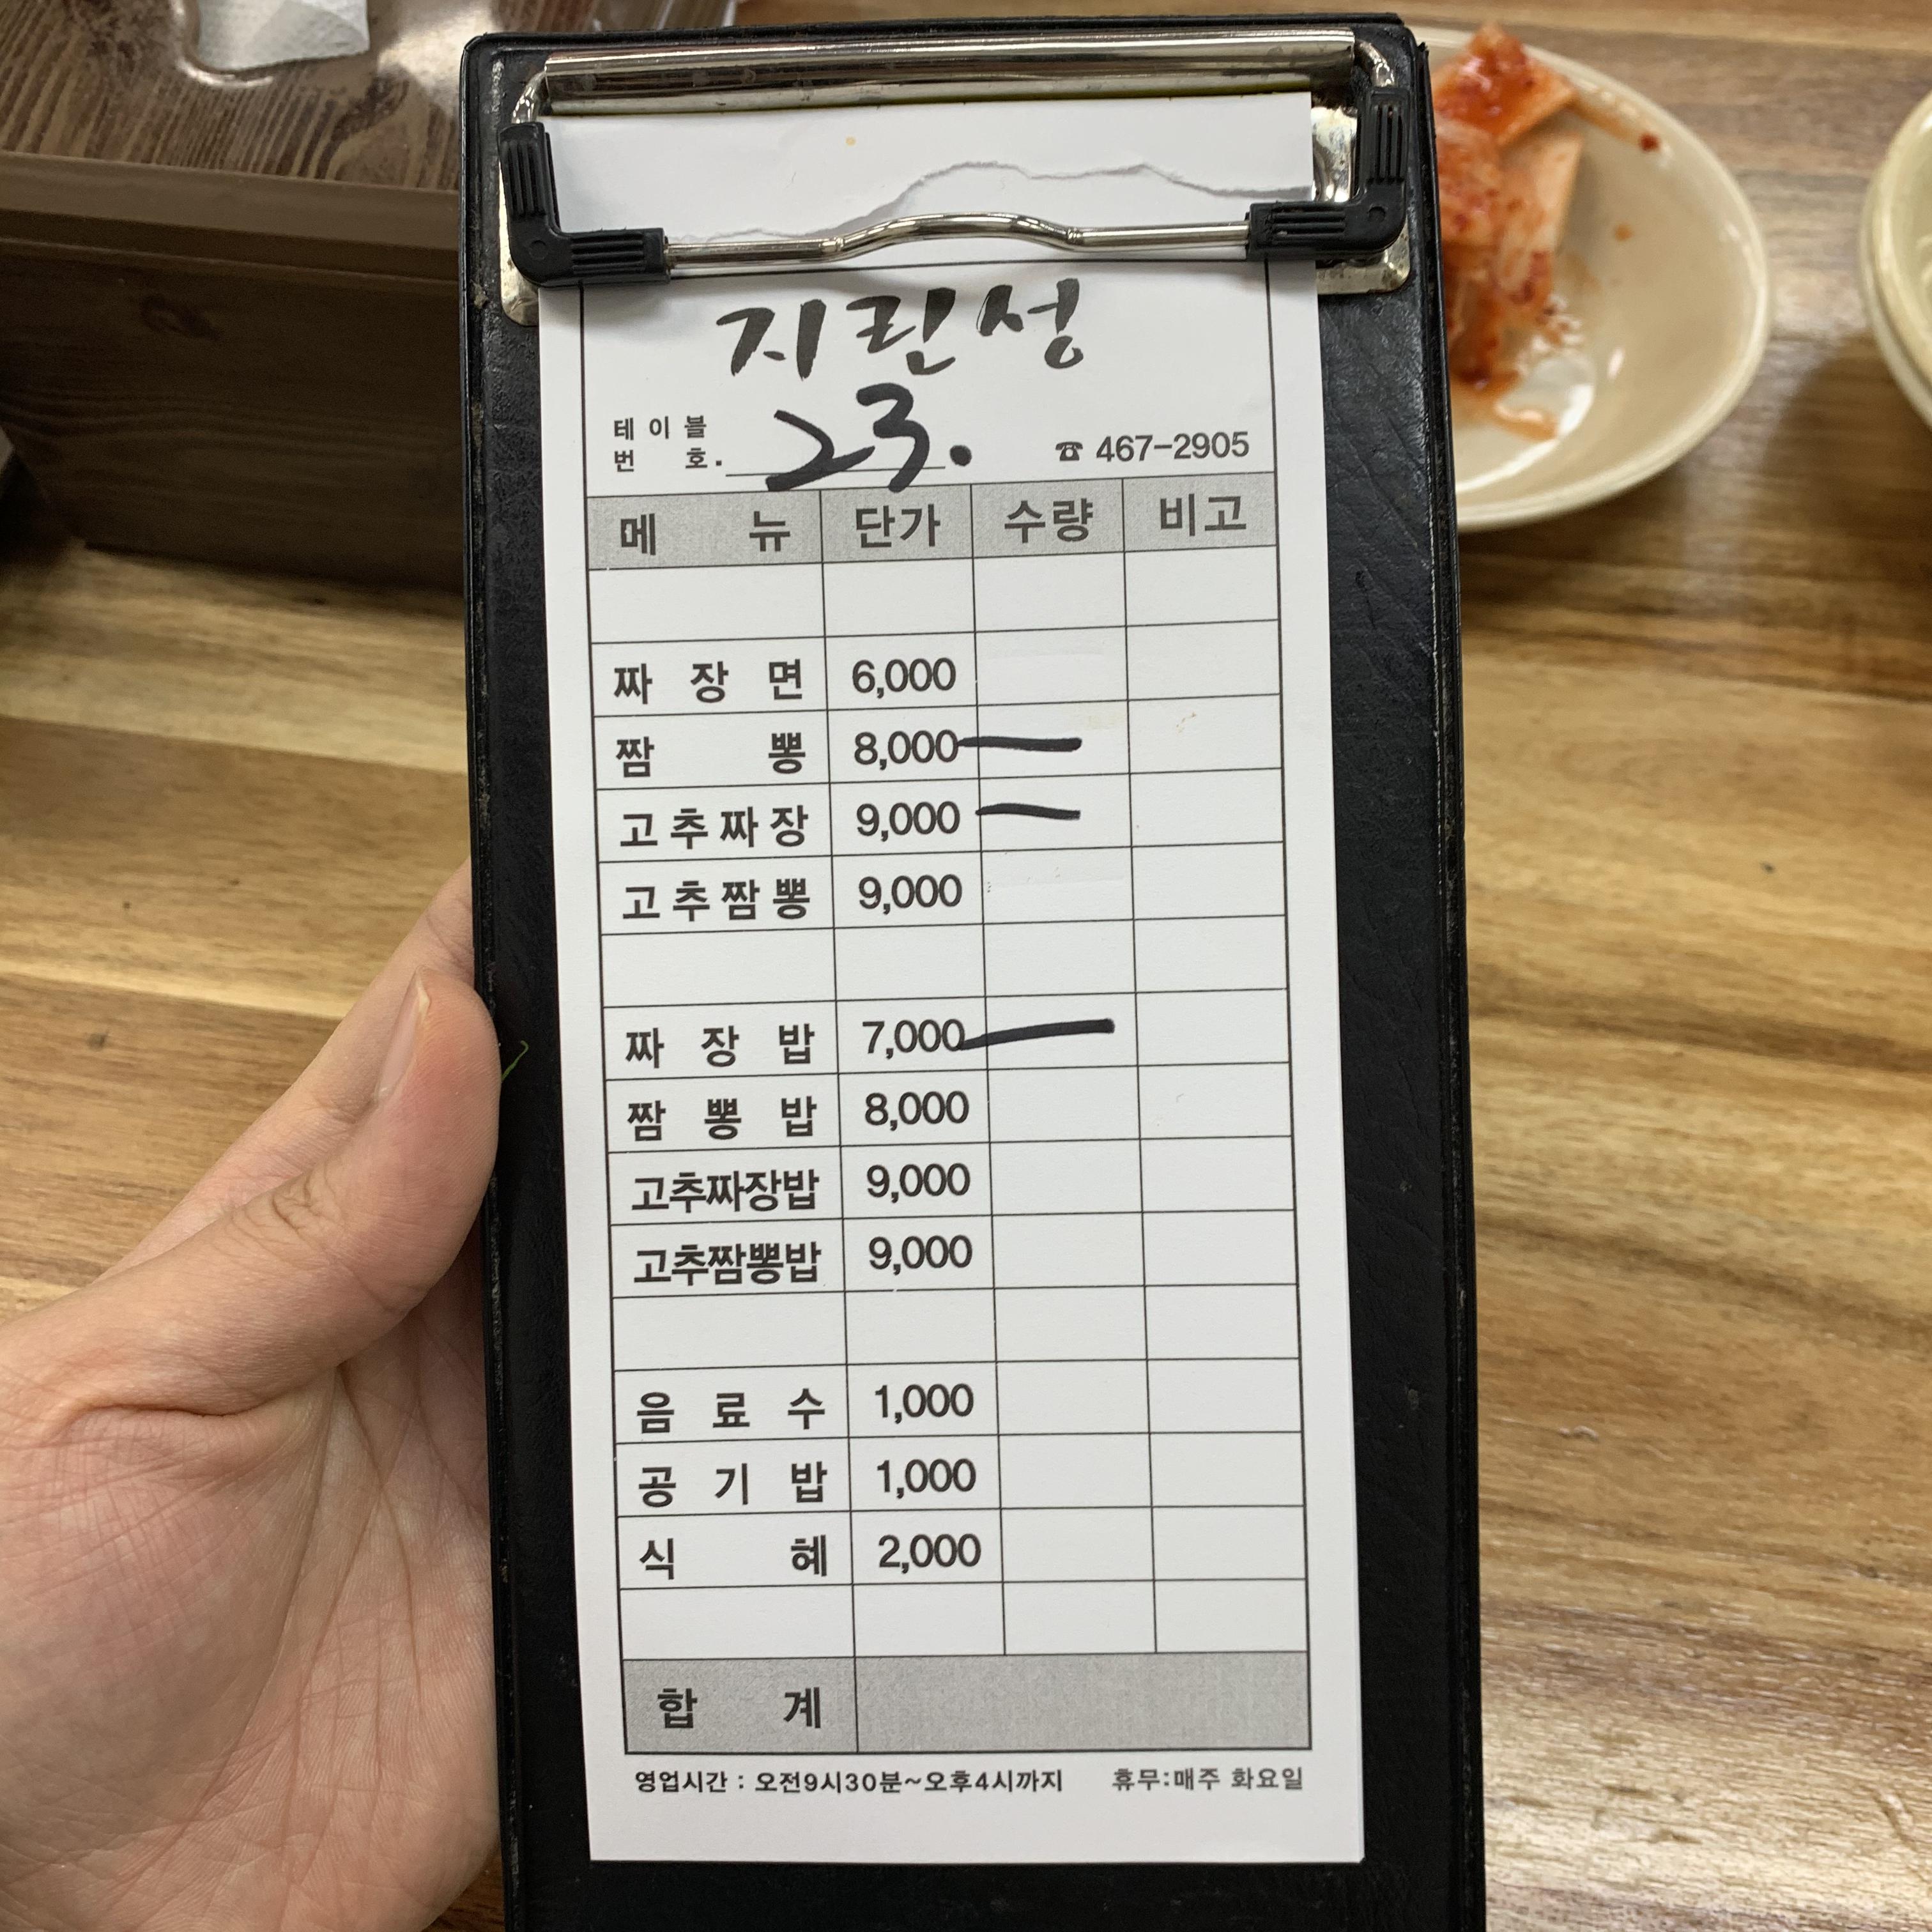 지린성
테이블
번호. 23. ☎ 467-2905
메뉴 단가 수량 비고
짜장면 6,000
짬뽕 8,000 —
고추짜장 9,000 —
고추짬뽕 9,000
짜장밥 7,000 —
짬뽕밥 8,000
고추짜장밥 9,000
고추짬뽕밥 9,000
음료수 1,000
공기밥 1,000
식혜 2,000
합계
영업시간 : 오전9시30분~오후4시까지 휴무:매주 화요일